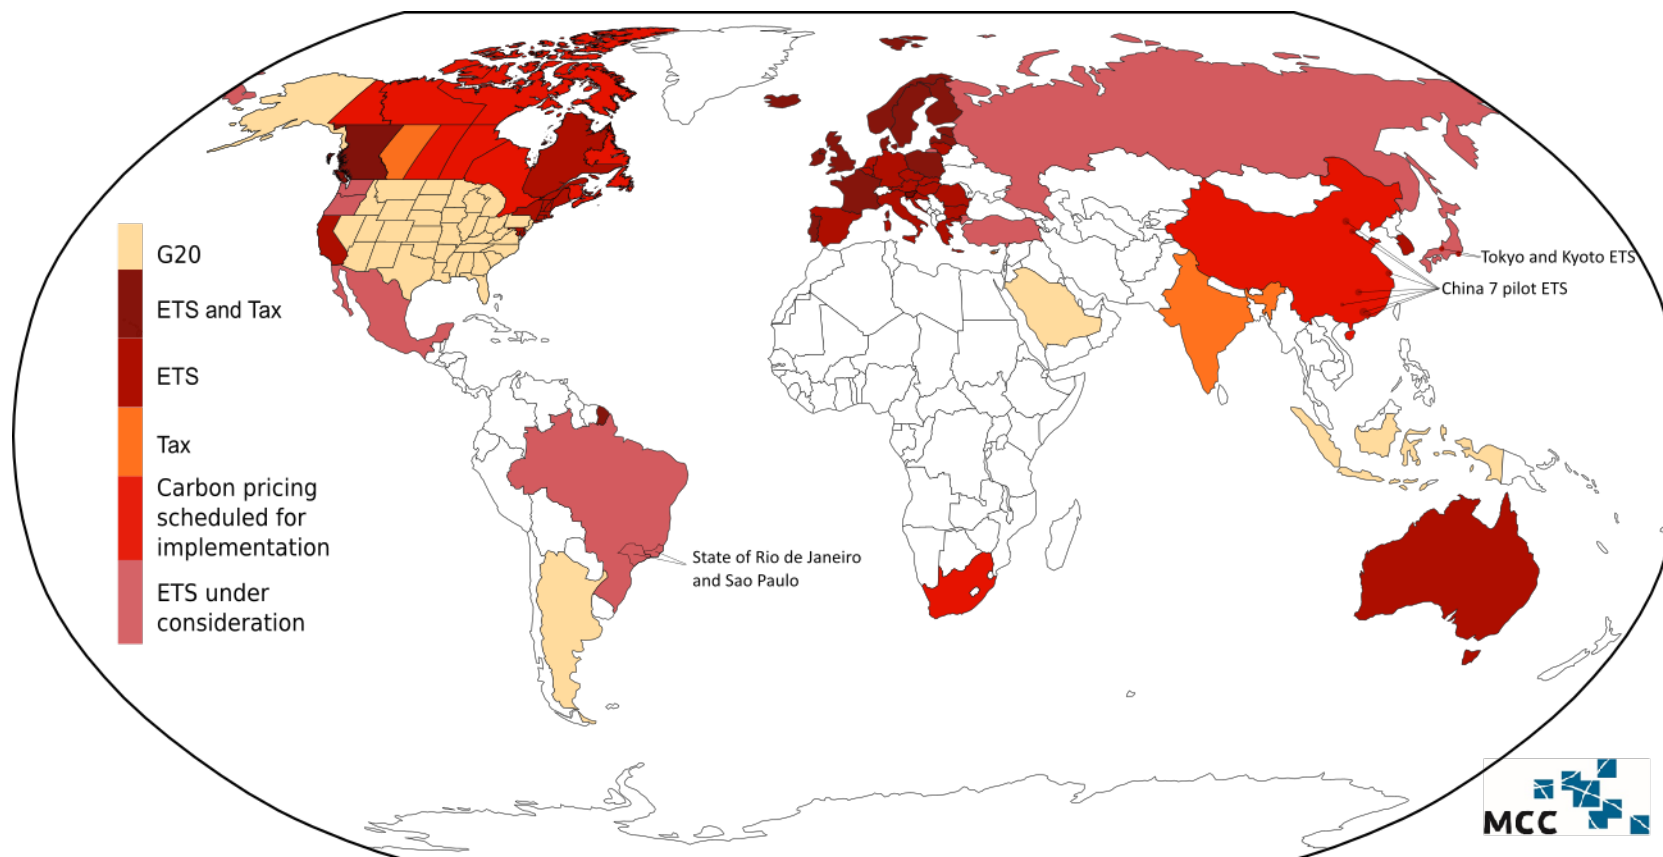 G20
ETS and Tax
ETS
Tax
Carbon pricing
scheduled for
implementation
ETS under
consideration
Tokyo and Kyoto ETS
China 7 pilot ETS
State of Rio de Janeiro
and Sao Paulo
MCC